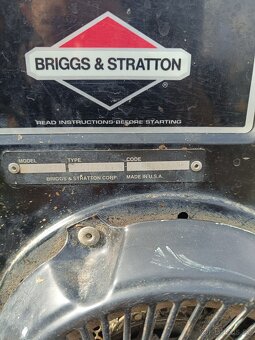 BRIGGS & STRATTON
®
READ INSTRUCTIONS BEFORE STARTING
MODEL TYPE CODE
BRIGGS & STRATTON CORP. MADE IN U.S.A.